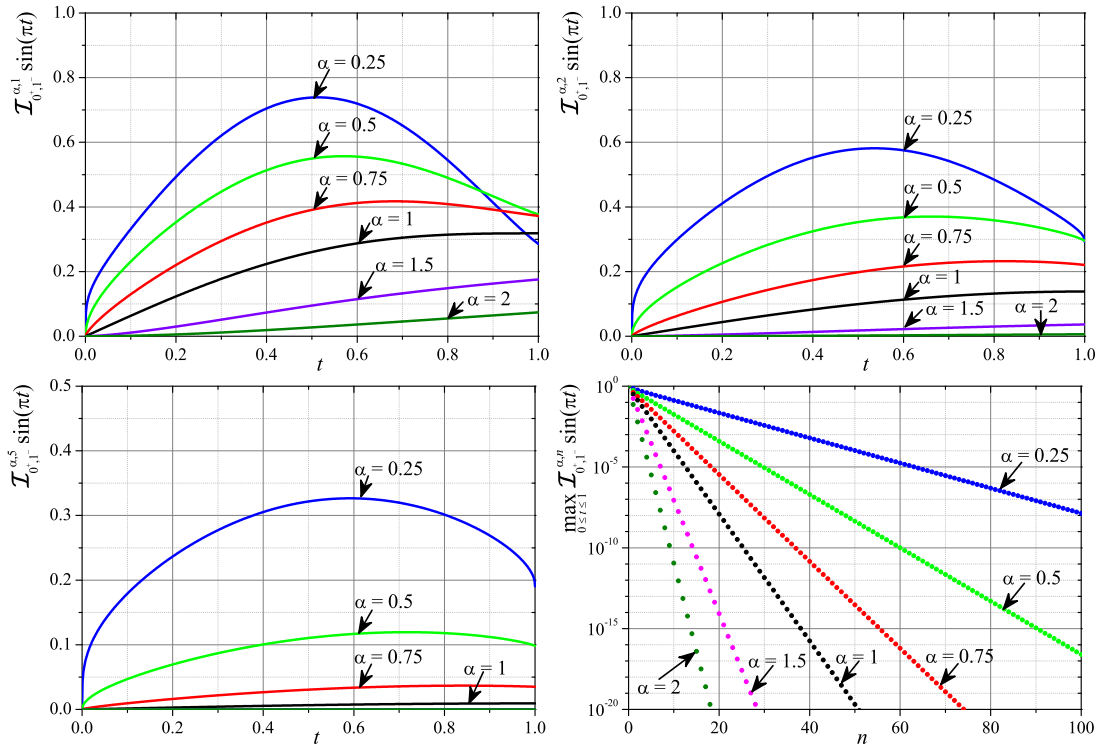 𝓘^{α,1}_{0⁺,1⁻} sin(πt)
1.0
0.8
0.6
0.4
0.2
0.0
α = 0.25
α = 0.5
α = 0.75
α = 1
α = 1.5
α = 2
0.0 0.2 0.4 0.6 0.8 1.0
t
𝓘^{α,2}_{0⁺,1⁻} sin(πt)
1.0
0.8
0.6
0.4
0.2
0.0
α = 0.25
α = 0.5
α = 0.75
α = 1
α = 2
α = 1.5
0.0 0.2 0.4 0.6 0.8 1.0
t
𝓘^{α,5}_{0⁺,1⁻} sin(πt)
0.5
0.4
0.3
0.2
0.1
0.0
α = 0.25
α = 0.5
α = 0.75
α = 1
0.0 0.2 0.4 0.6 0.8 1.0
t
max_{0≤t≤1} 𝓘^{α,n}_{0⁺,1⁻} sin(πt)
10⁰
10⁻⁵
10⁻¹⁰
10⁻¹⁵
10⁻²⁰
α = 0.25
α = 0.5
α = 1.5
α = 1
α = 0.75
α = 2
0 20 40 60 80 100
n